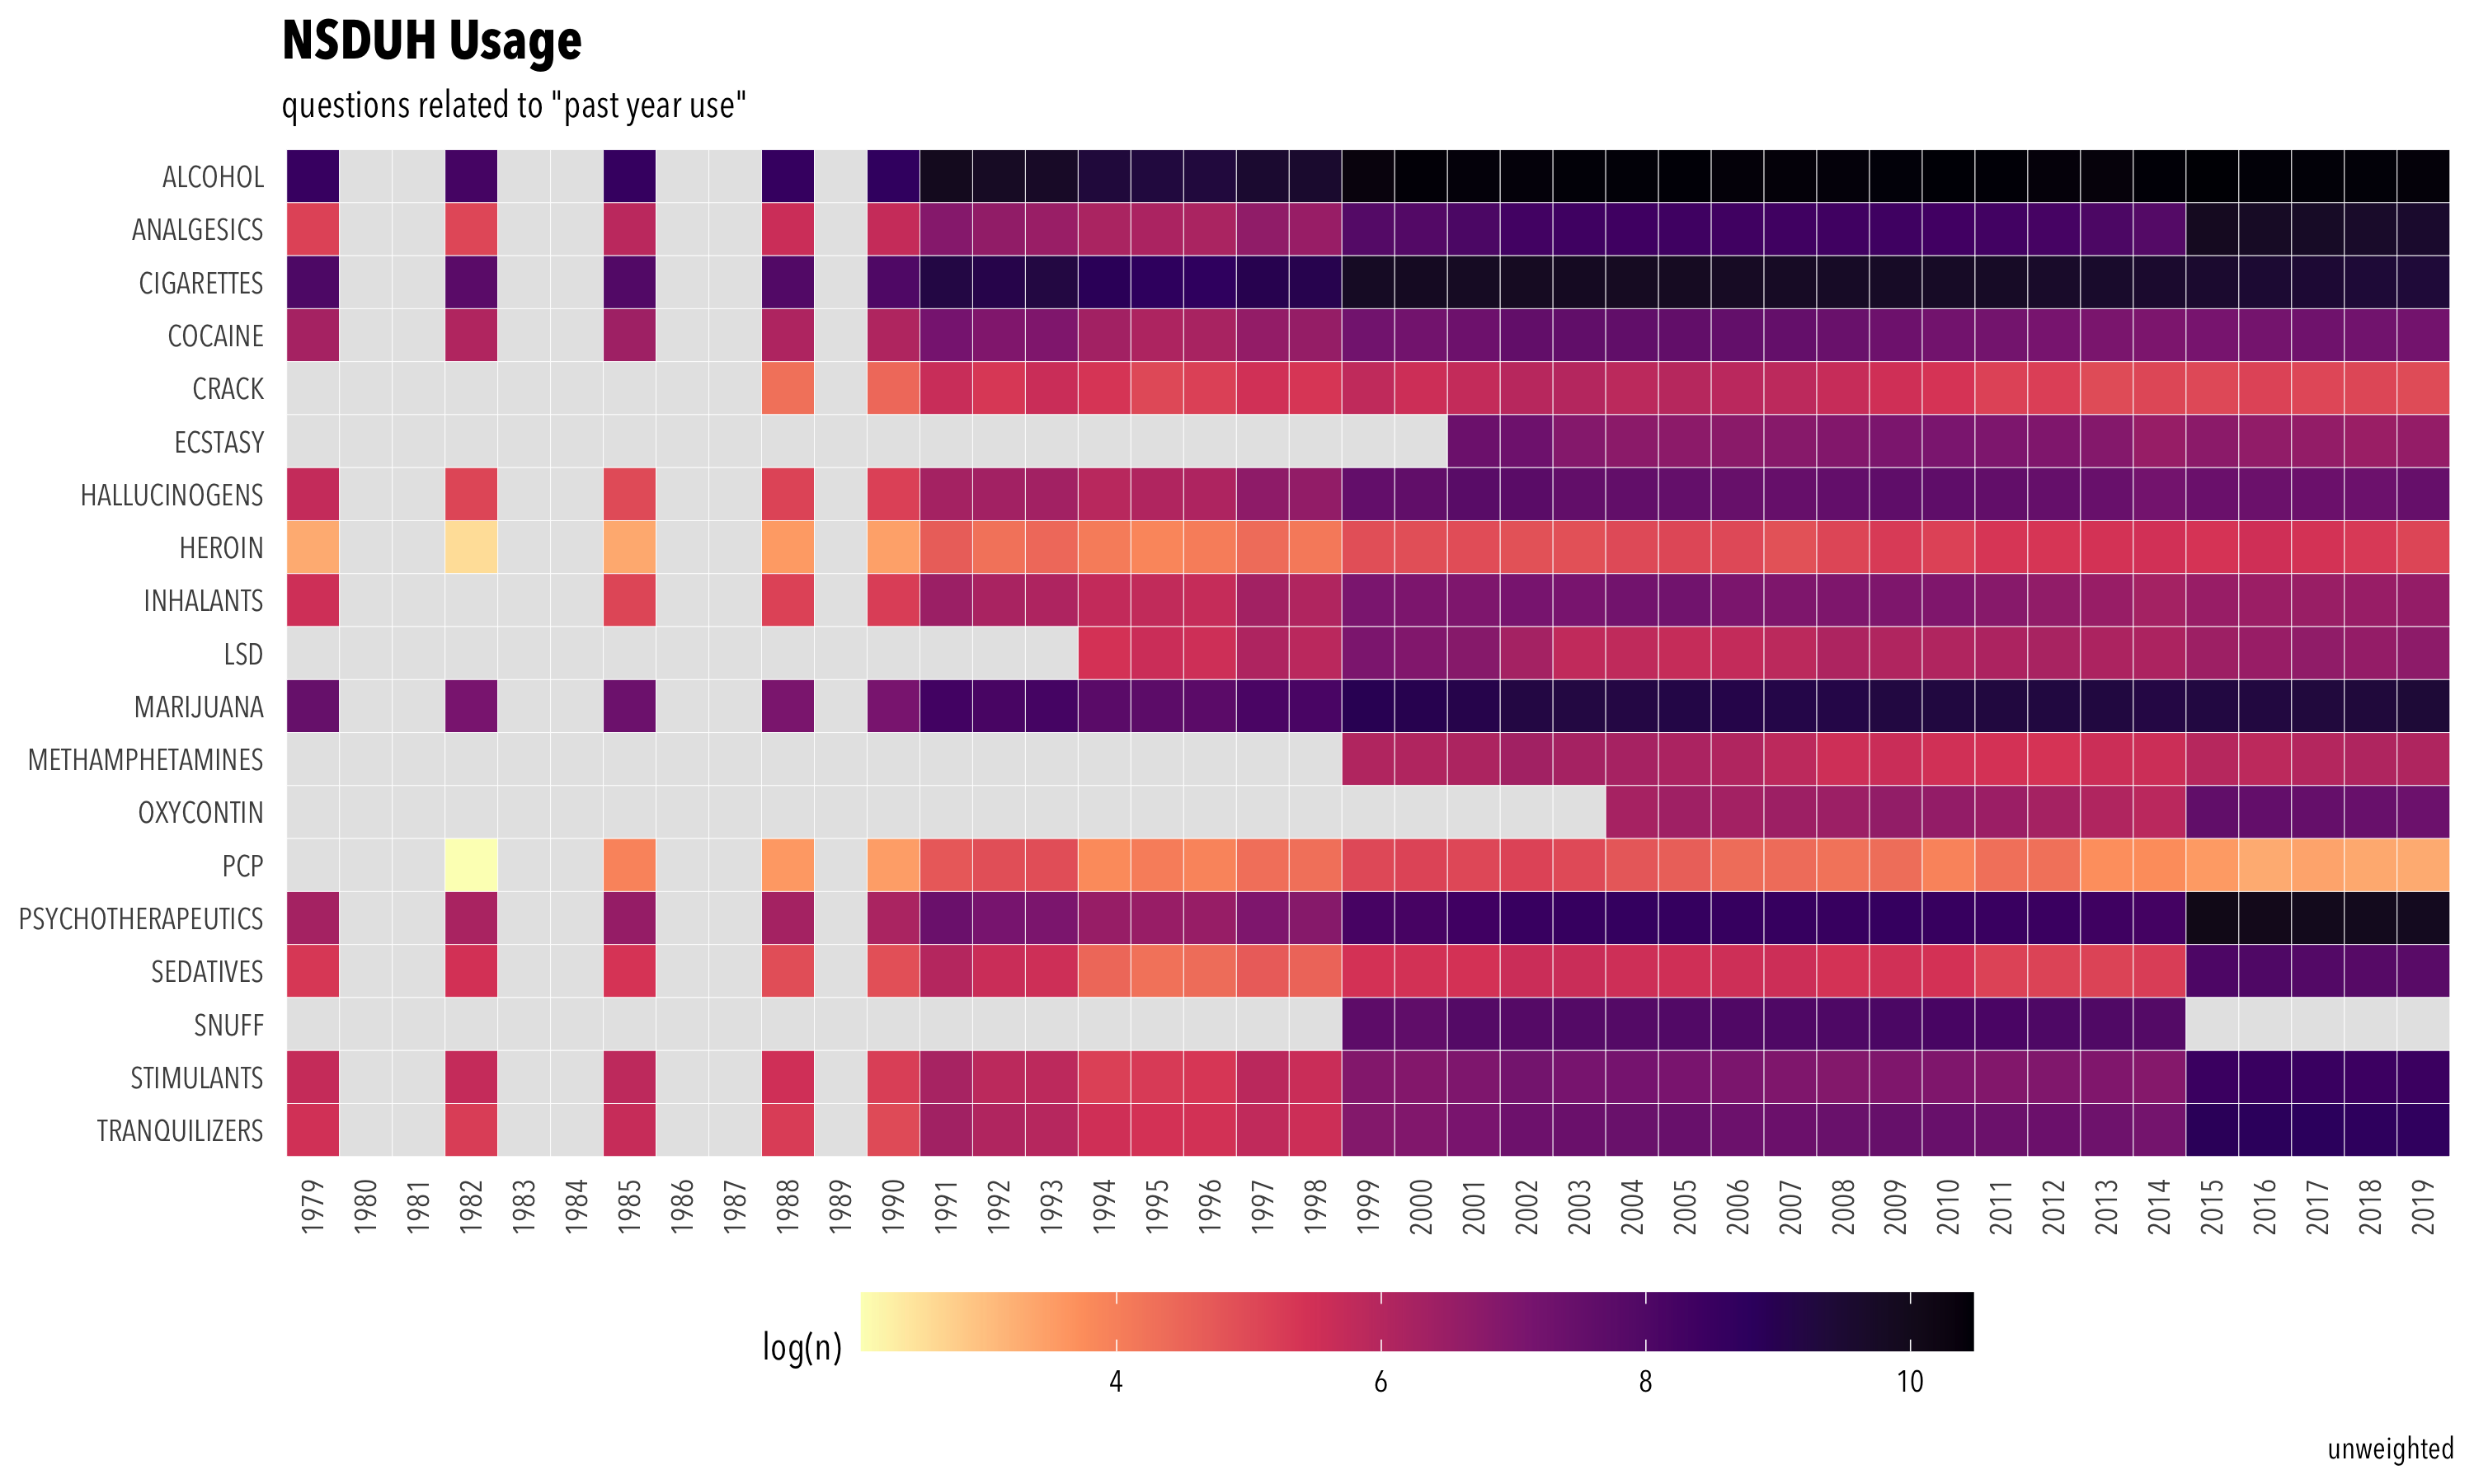 NSDUH Usage
questions related to "past year use"
ALCOHOL
ANALGESICS
CIGARETTES
COCAINE
CRACK
ECSTASY
HALLUCINOGENS
HEROIN
INHALANTS
LSD
MARIJUANA
METHAMPHETAMINES
OXYCONTIN
PCP
PSYCHOTHERAPEUTICS
SEDATIVES
SNUFF
STIMULANTS
TRANQUILIZERS
1979 1980 1981 1982 1983 1984 1985 1986 1987 1988 1989 1990 1991 1992 1993 1994 1995 1996 1997 1998 1999 2000 2001 2002 2003 2004 2005 2006 2007 2008 2009 2010 2011 2012 2013 2014 2015 2016 2017 2018 2019
log(n)
4 6 8 10
unweighted